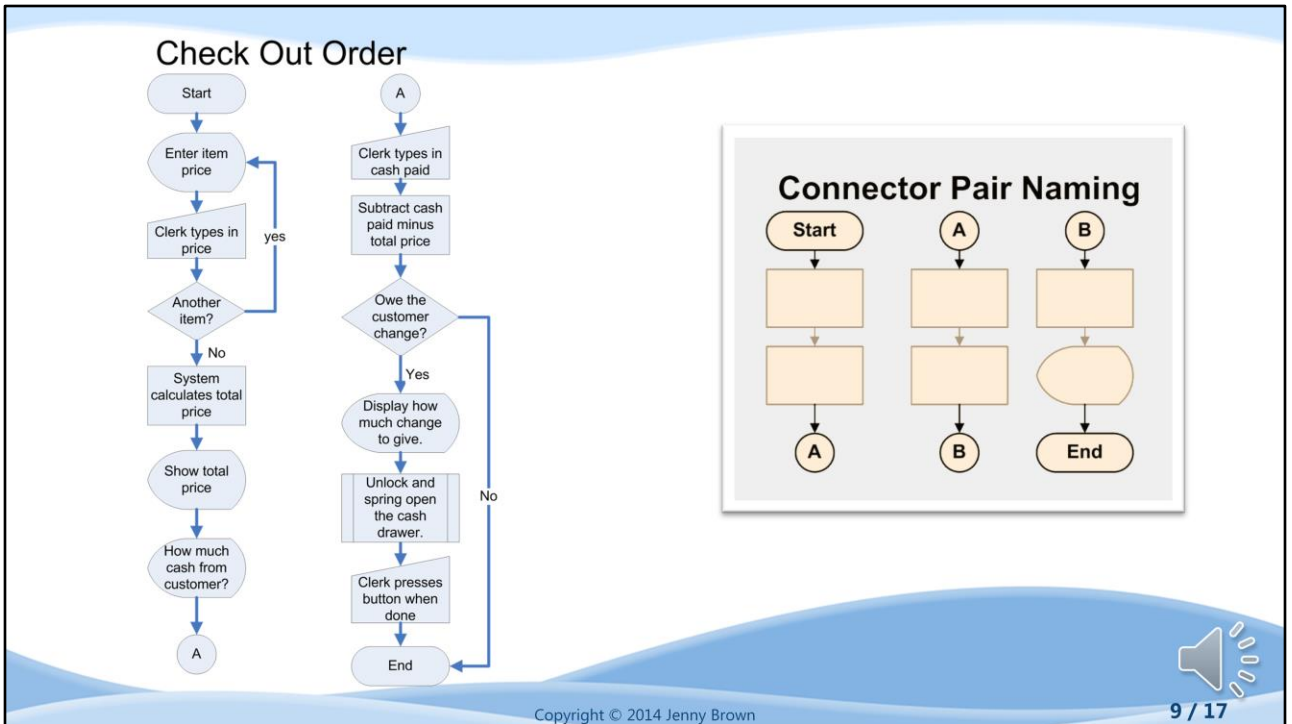 Check Out Order
Start
Enter item
price
Clerk types in
price
yes
Another
item?
No
System
calculates total
price
Show total
price
How much
cash from
customer?
A
A
Clerk types in
cash paid
Subtract cash
paid minus
total price
Owe the
customer
change?
Yes
Display how
much change
to give.
Unlock and
spring open
the cash
drawer.
No
Clerk presses
button when
done
End
Connector Pair Naming
Start
A
A
B
B
End
Copyright © 2014 Jenny Brown
9 / 17